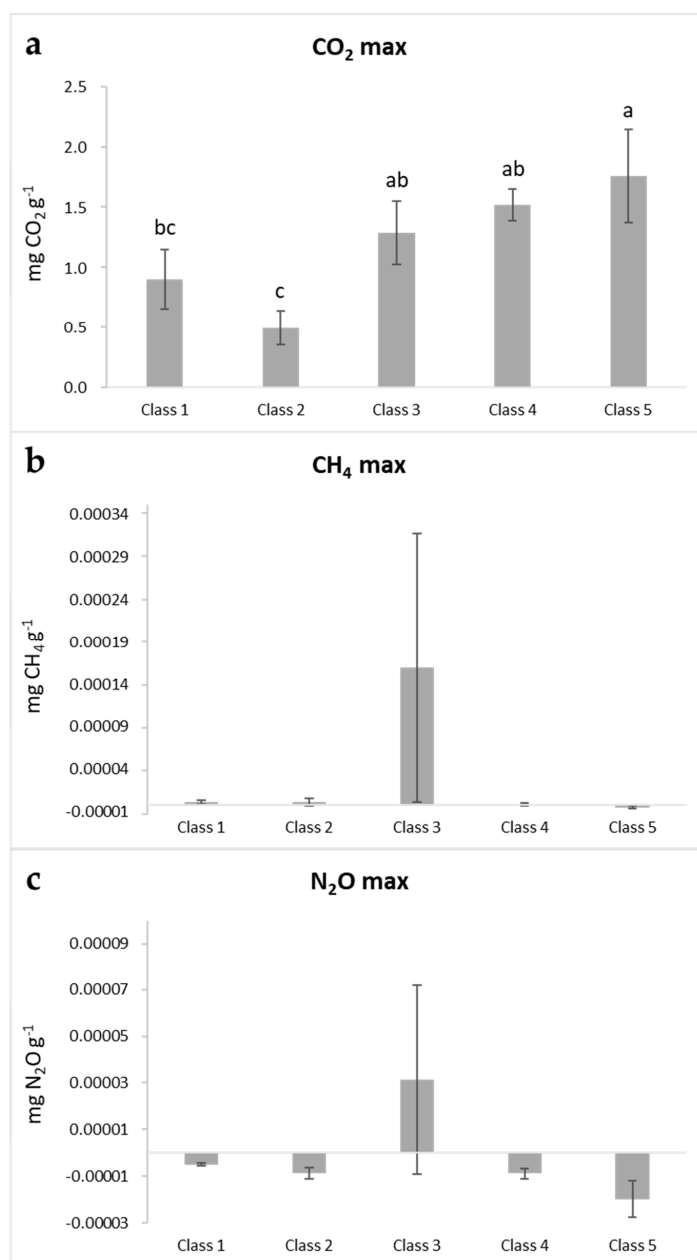 a
CO₂ max
mg CO₂ g⁻¹
2.5
2.0
1.5
1.0
0.5
0.0
bc
c
ab
ab
a
Class 1 Class 2 Class 3 Class 4 Class 5
b
CH₄ max
mg CH₄ g⁻¹
0.00034
0.00029
0.00024
0.00019
0.00014
0.00009
0.00004
-0.00001
Class 1 Class 2 Class 3 Class 4 Class 5
c
N₂O max
mg N₂O g⁻¹
0.00009
0.00007
0.00005
0.00003
0.00001
-0.00001
-0.00003
Class 1 Class 2 Class 3 Class 4 Class 5